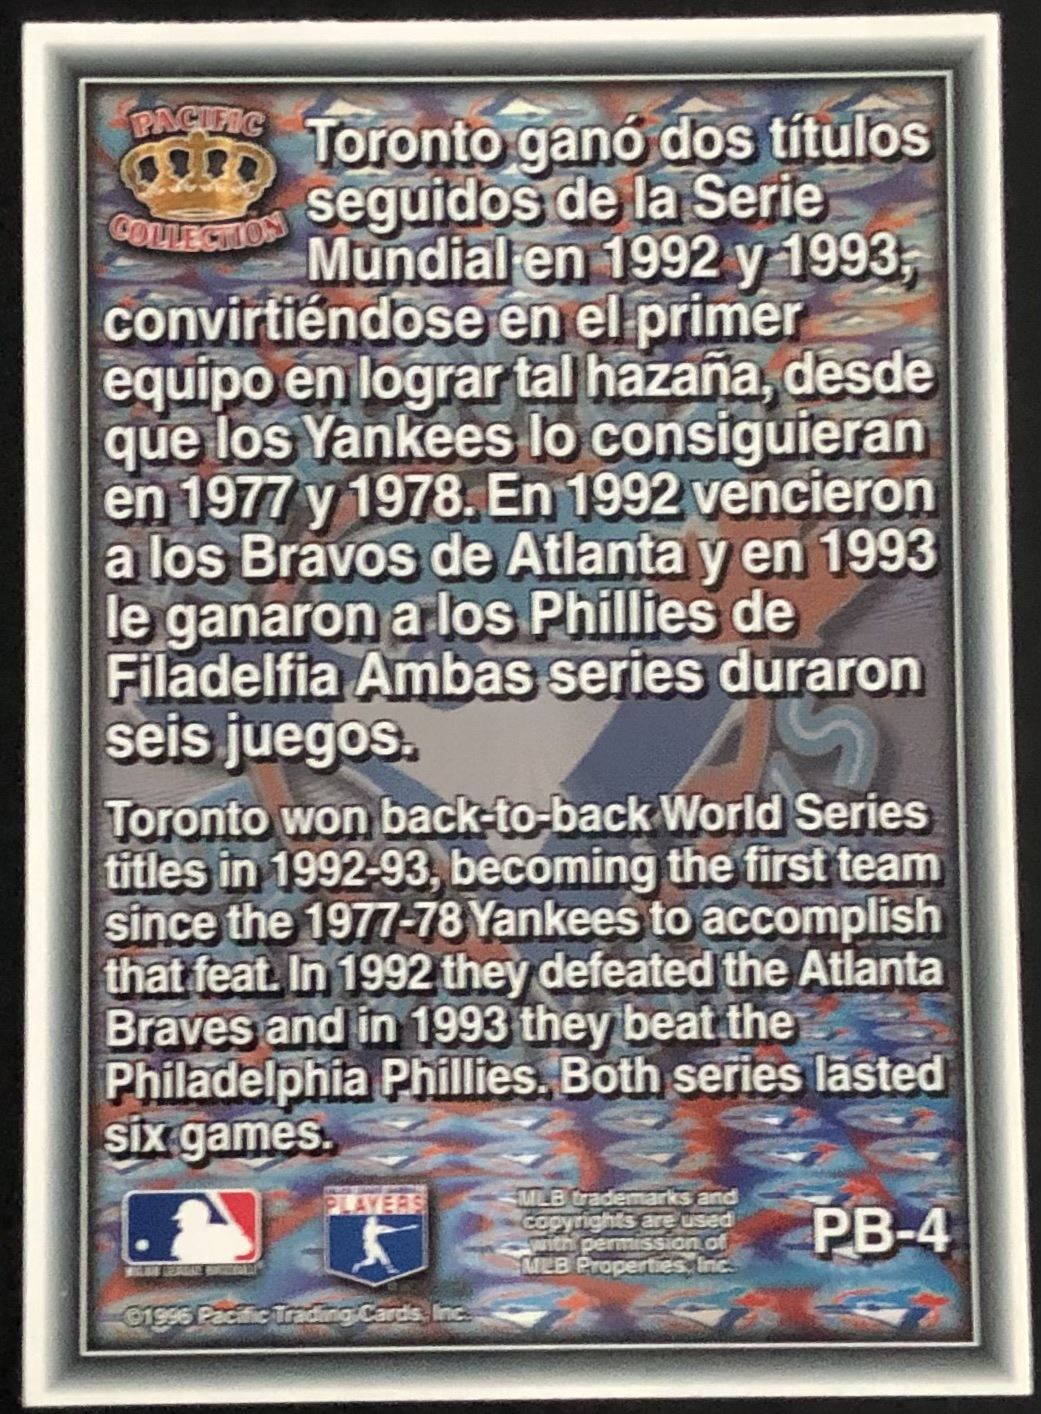 PACIFIC
COLLECTION
Toronto ganó dos títulos
seguidos de la Serie
Mundial en 1992 y 1993,
convirtiéndose en el primer
equipo en lograr tal hazaña, desde
que los Yankees lo consiguieran
en 1977 y 1978. En 1992 vencieron
a los Bravos de Atlanta y en 1993
le ganaron a los Phillies de
Filadelfia Ambas series duraron
seis juegos.
Toronto won back-to-back World Series
titles in 1992-93, becoming the first team
since the 1977-78 Yankees to accomplish
that feat. In 1992 they defeated the Atlanta
Braves and in 1993 they beat the
Philadelphia Phillies. Both series lasted
six games.
MAJOR LEAGUE BASEBALL
PLAYERS
MLB trademarks and
copyrights are used
with permission of
MLB Properties, Inc.
PB-4
Pacific Trading Cards, Inc.